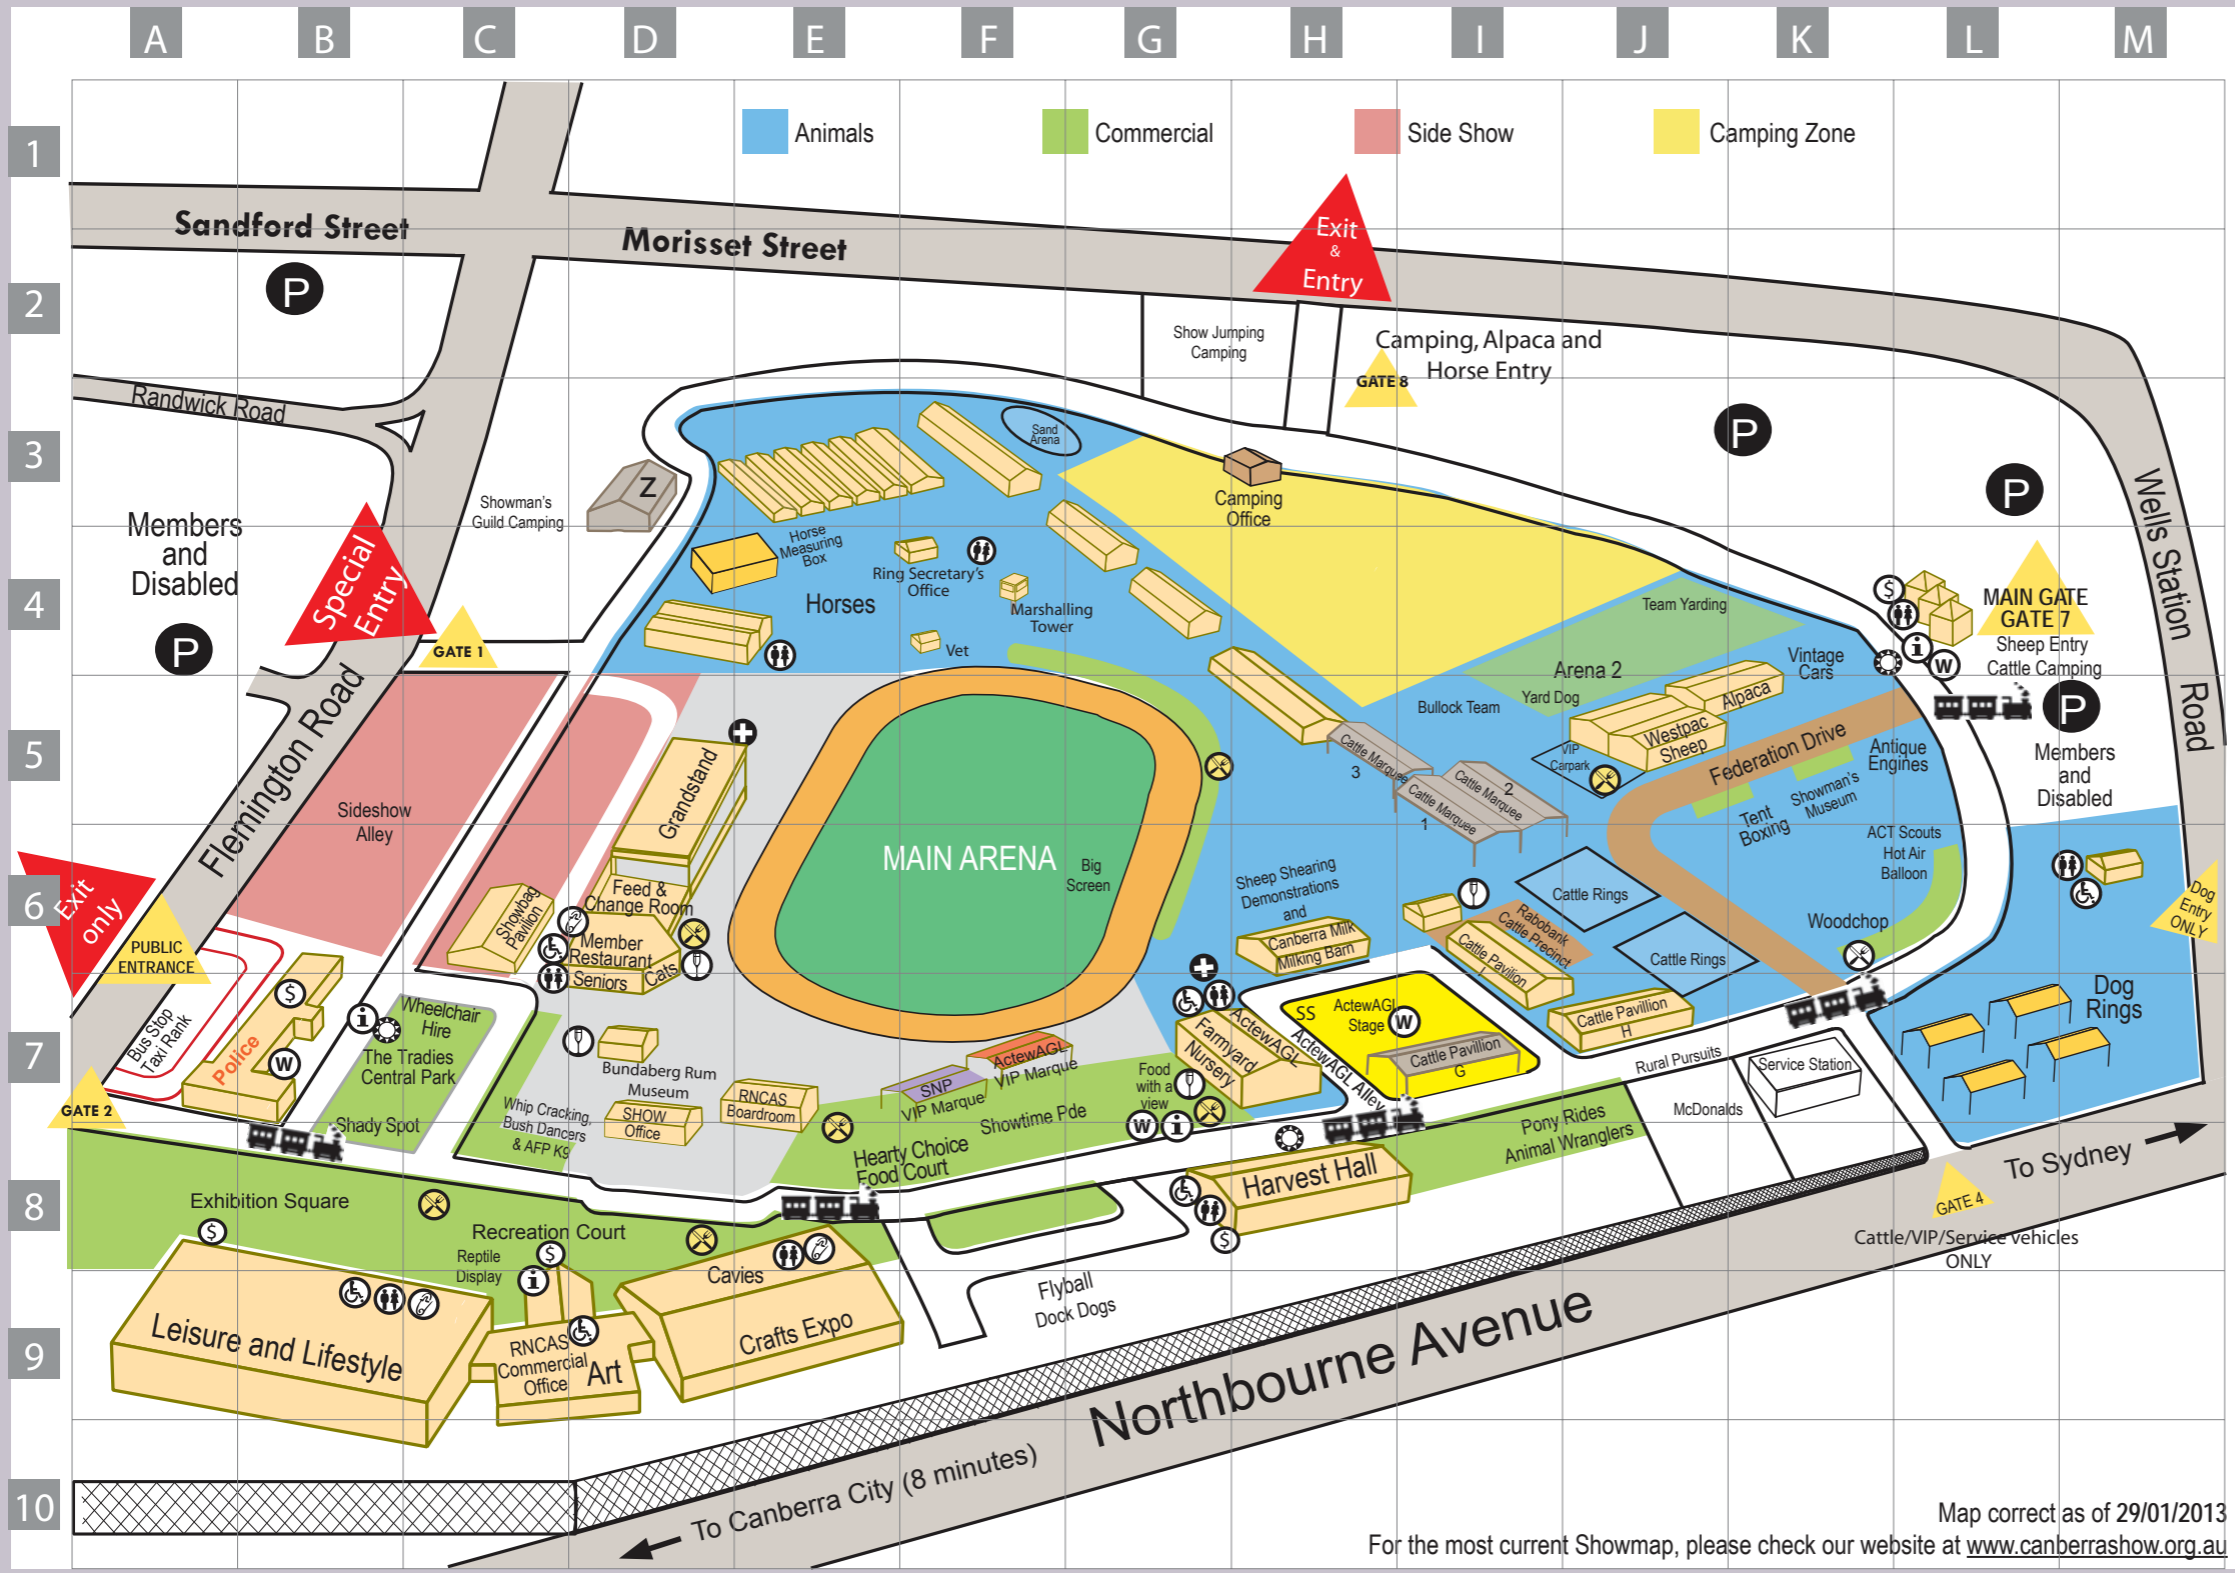 A B C D E F G H I J K L M
1
2
3
4
5
6
7
8
9
10
Animals
Commercial
Side Show
Camping Zone
Sandford Street
Morisset Street
Exit
&
Entry
P
Show Jumping
Camping
Camping, Alpaca and
Horse Entry
GATE 8
Randwick Road
Sand
Arena
P
P
Z
Showman's
Guild Camping
Camping
Office
Wells Station
Road
Members
and
Disabled
P
Special
Entry
GATE 1
Horse
Measuring
Box
Ring Secretary's
Office
Horses
Marshalling
Tower
Vet
Team Yarding
Arena 2
Yard Dog
Bullock Team
Vintage
Cars
$
i
W
MAIN GATE
GATE 7
Sheep Entry
Cattle Camping
P
Members
and
Disabled
Alpaca
Westpac
Sheep
VIP
Carpark
Federation Drive
Antique
Engines
Showman's
Museum
Tent
Boxing
ACT Scouts
Hot Air
Balloon
Cattle Marquee
3
Cattle Marquee
2
Cattle Marquee
1
Flemington Road
Sideshow
Alley
Grandstand
MAIN ARENA
Big
Screen
Feed &
Change Room
Member
Restaurant
Seniors
Cats
Showbag
Pavilion
Exit
only
PUBLIC
ENTRANCE
Sheep Shearing
Demonstrations
and
Canberra Milk
Milking Barn
Cattle Rings
Cattle Rings
Rabobank
Cattle Precinct
Cattle Pavilion
I
Woodchop
Dog
Entry
ONLY
Dog
Rings
Bus Stop
Taxi Rank
Police
$
W
i
Wheelchair
Hire
The Tradies
Central Park
Shady Spot
GATE 2
Bundaberg Rum
Museum
SHOW
Office
Whip Cracking,
Bush Dancers
& AFP K9
RNCAS
Boardroom
ActewAGL
VIP Marque
SNP
VIP Marque
Showtime Pde
Food
with a
view
W
i
Hearty Choice
Food Court
Farmyard
Nursery
ActewAGL
SS
ActewAGL Alley
ActewAGL
Stage
W
Cattle Pavillion
G
Cattle Pavillion
H
Rural Pursuits
Service Station
McDonalds
Pony Rides
Animal Wranglers
Harvest Hall
$
Exhibition Square
$
Recreation Court
Reptile
Display
$
i
Leisure and Lifestyle
RNCAS
Commercial
Office
Art
Cavies
Crafts Expo
Flyball
Dock Dogs
To Sydney
GATE 4
Cattle/VIP/Service vehicles
ONLY
Northbourne Avenue
To Canberra City (8 minutes)
Map correct as of 29/01/2013
For the most current Showmap, please check our website at www.canberrashow.org.au